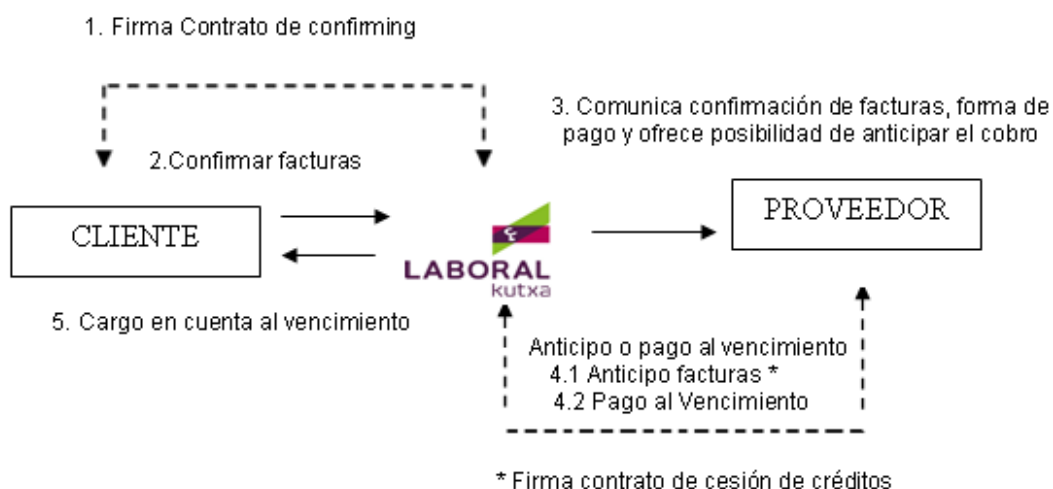 1. Firma Contrato de confirming
3. Comunica confirmación de facturas, forma de
pago y ofrece posibilidad de anticipar el cobro
2.Confirmar facturas
CLIENTE
LABORAL
kutxa
PROVEEDOR
5. Cargo en cuenta al vencimiento
Anticipo o pago al vencimiento
4.1 Anticipo facturas *
4.2 Pago al Vencimiento
* Firma contrato de cesión de créditos